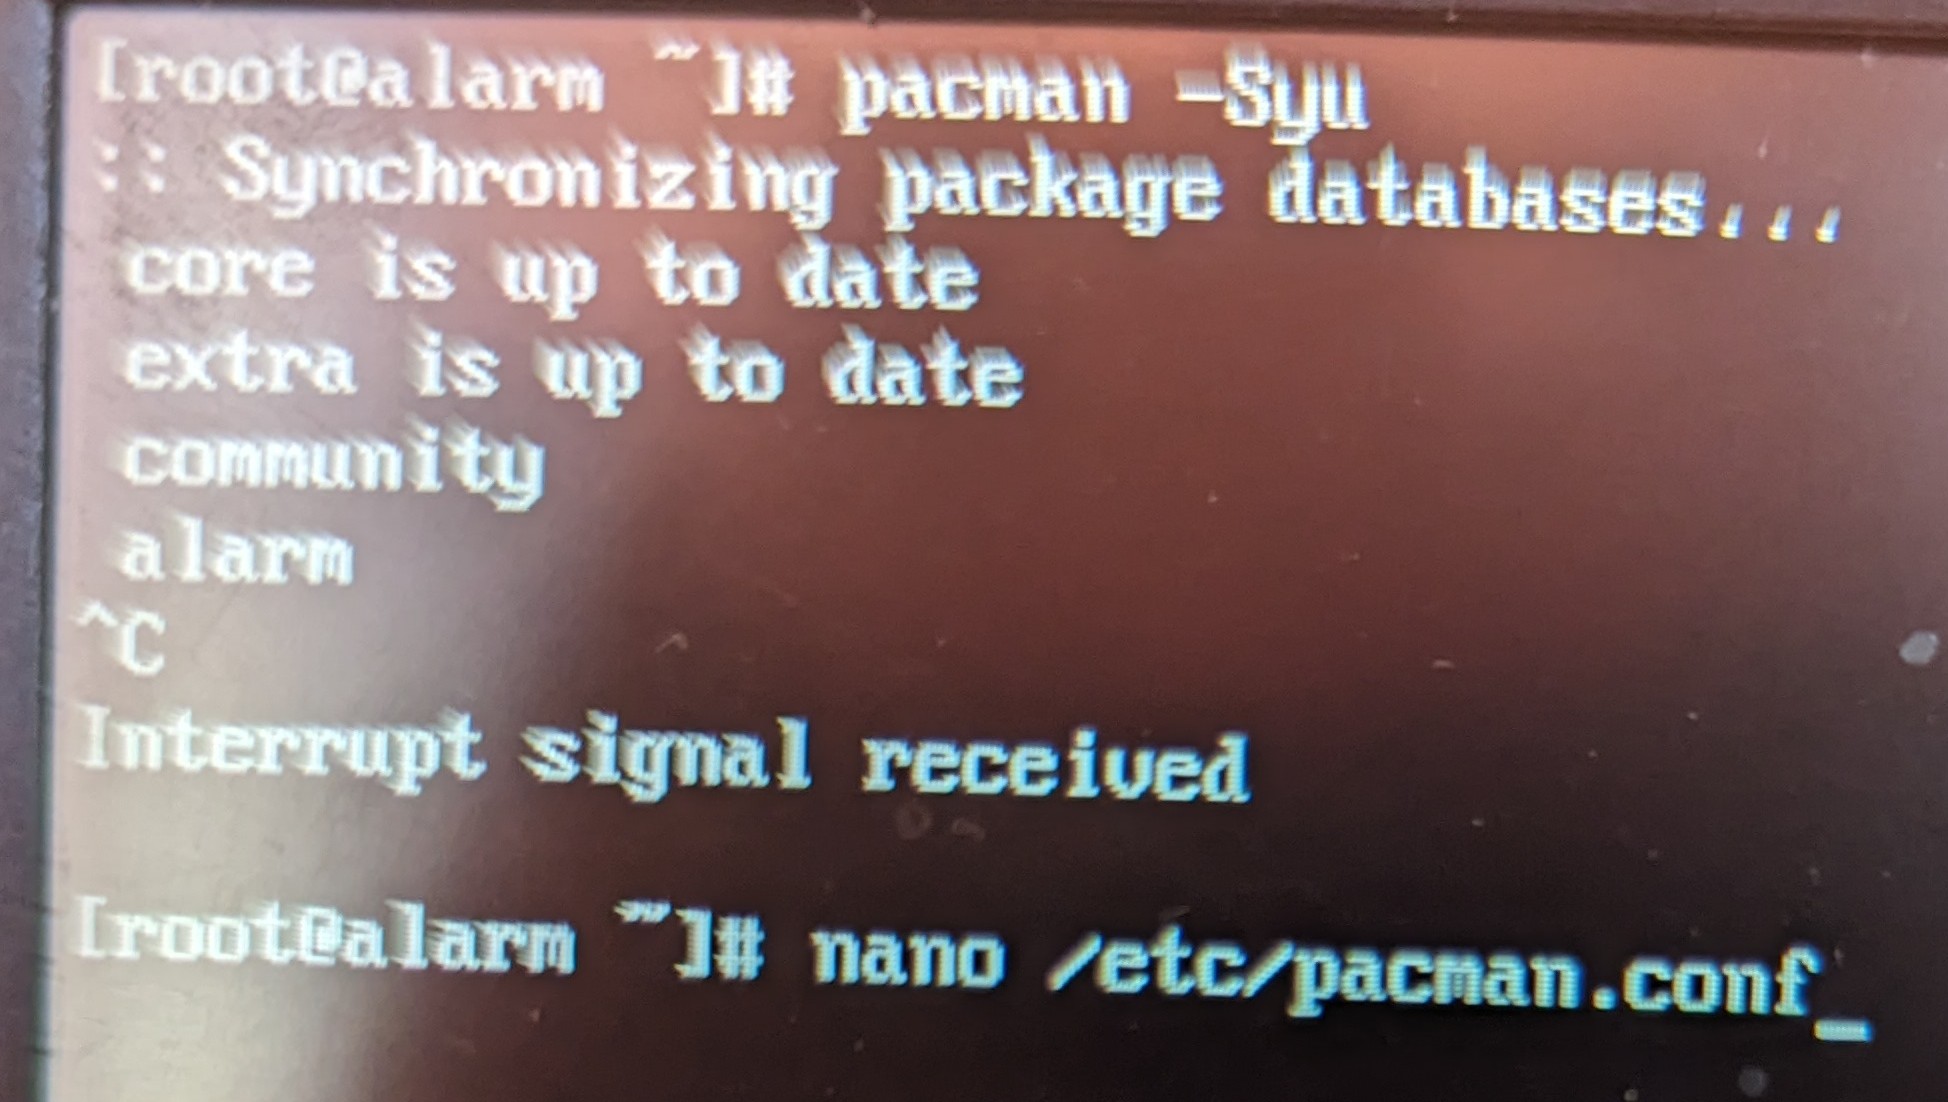 [root@alarm ~]# pacman -Syu
:: Synchronizing package databases...
 core is up to date
 extra is up to date
 community
 alarm
^C
Interrupt signal received

[root@alarm ~]# nano /etc/pacman.conf_